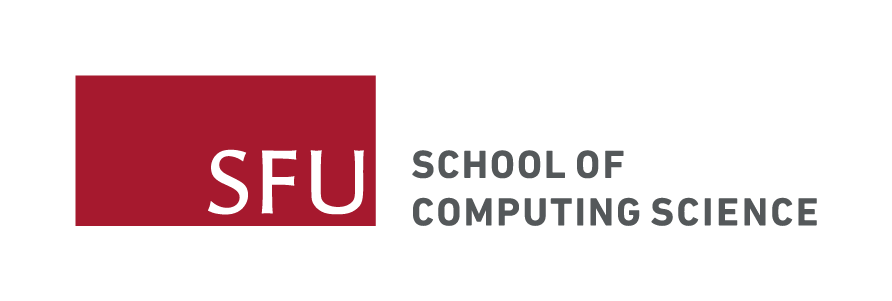 SFU
SCHOOL OF
COMPUTING SCIENCE